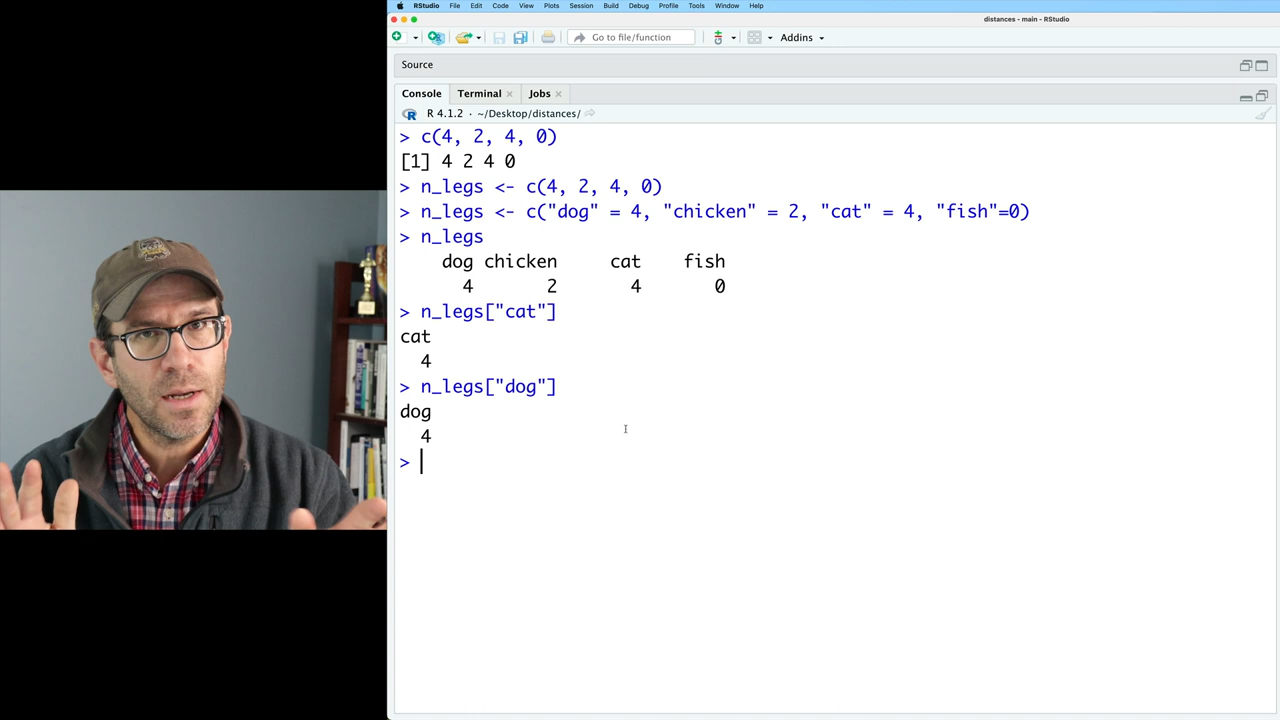 RStudio File Edit Code View Plots Session Build Debug Profile Tools Window Help
distances - main - RStudio
Go to file/function Addins
Source
Console Terminal Jobs
R 4.1.2 · ~/Desktop/distances/
> c(4, 2, 4, 0)
[1] 4 2 4 0
> n_legs <- c(4, 2, 4, 0)
> n_legs <- c("dog" = 4, "chicken" = 2, "cat" = 4, "fish"=0)
> n_legs
dog chicken cat fish
4 2 4 0
> n_legs["cat"]
cat
4
> n_legs["dog"]
dog
4
>